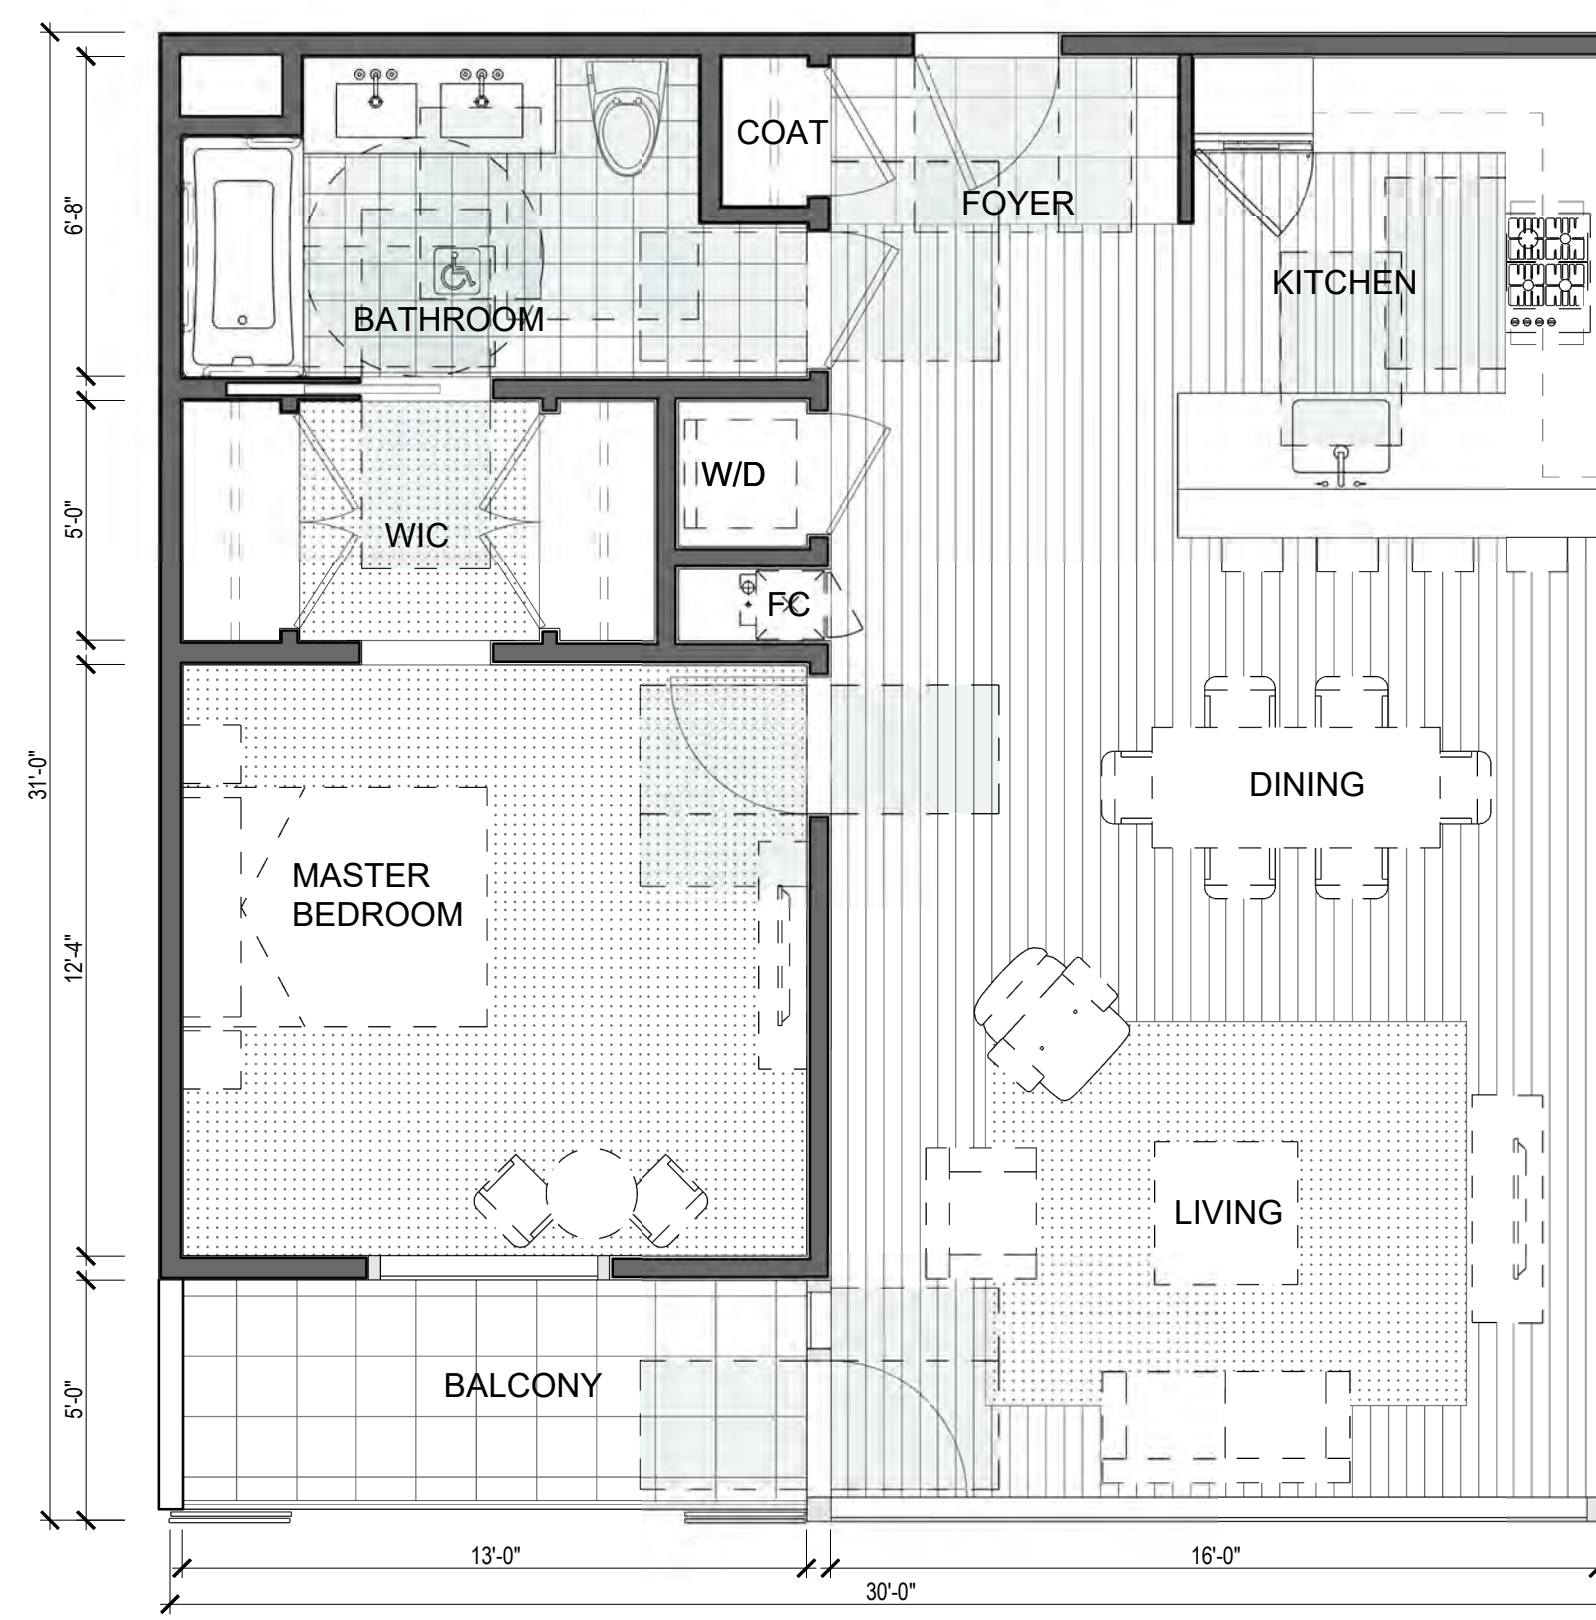 COAT
FOYER
6'-8"
KITCHEN
BATHROOM
W/D
5'-0"
WIC
FC
31'-0"
DINING
MASTER
BEDROOM
12'-4"
LIVING
BALCONY
5'-0"
13'-0"
16'-0"
30'-0"